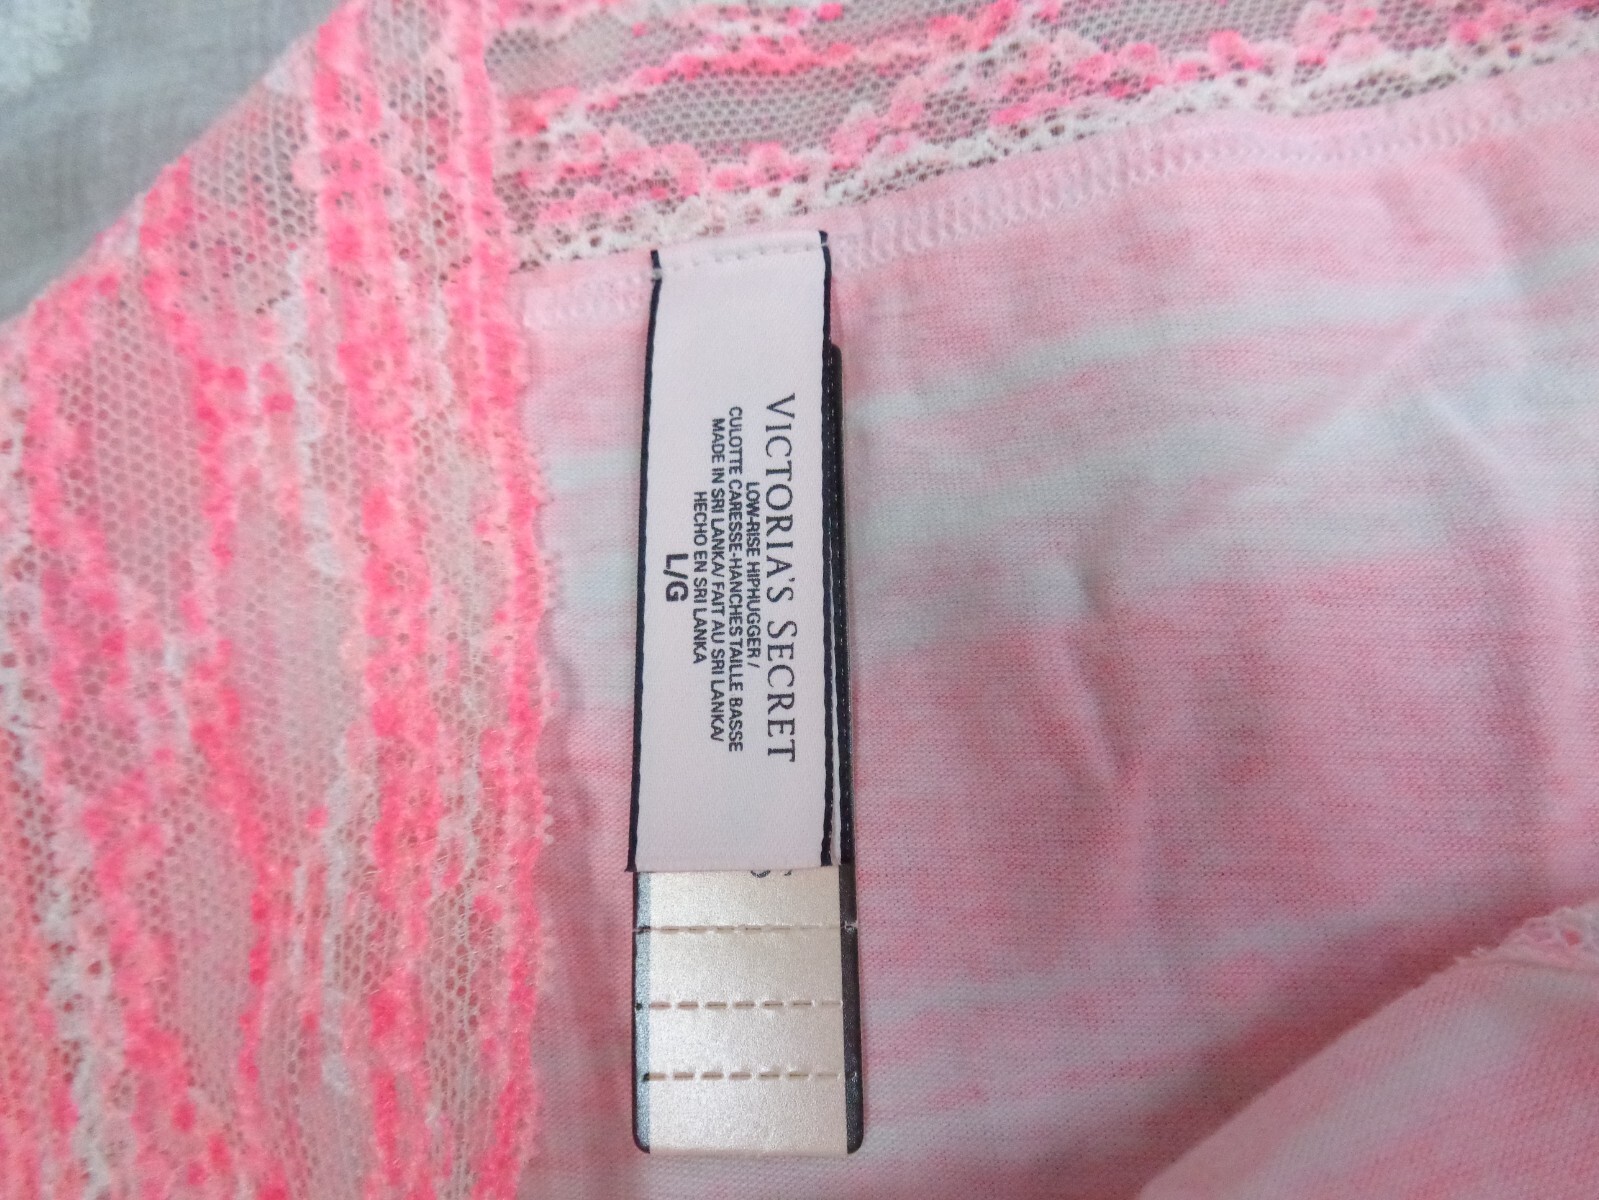 VICTORIA'S SECRET
LOW-RISE HIPHUGGER/
CULOTTE CARESSE-HANCHES TAILLE BASSE
MADE IN SRI LANKA/ FAIT AU SRI LANKA/
HECHO EN SRI LANKA
L/G